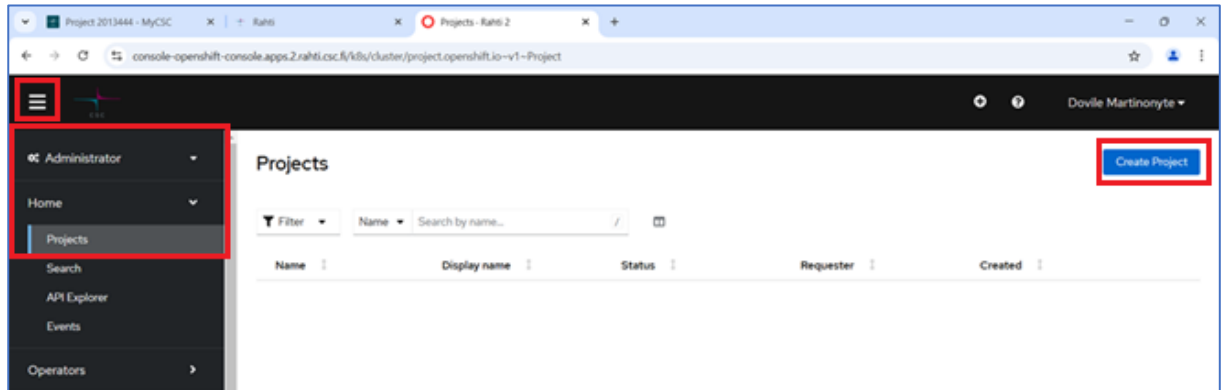 Project 2013444 - MyCSC
Rahti
Projects · Rahti 2
console-openshift-console.apps.2.rahti.csc.fi/k8s/cluster/project.openshift.io~v1~Project
CSC
Dovile Martinonyte
Administrator
Projects
Create Project
Home
Filter
Name
Search by name...
/
Projects
Name
Display name
Status
Requester
Created
Search
API Explorer
Events
Operators